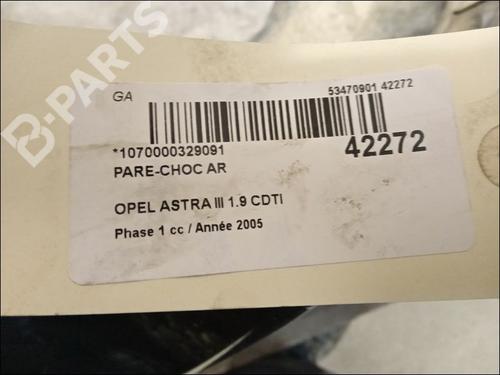 B-PARTS
GA
53470901 42272
*1070000329091
42272
PARE-CHOC AR
OPEL ASTRA III 1.9 CDTI
Phase 1 cc / Année 2005